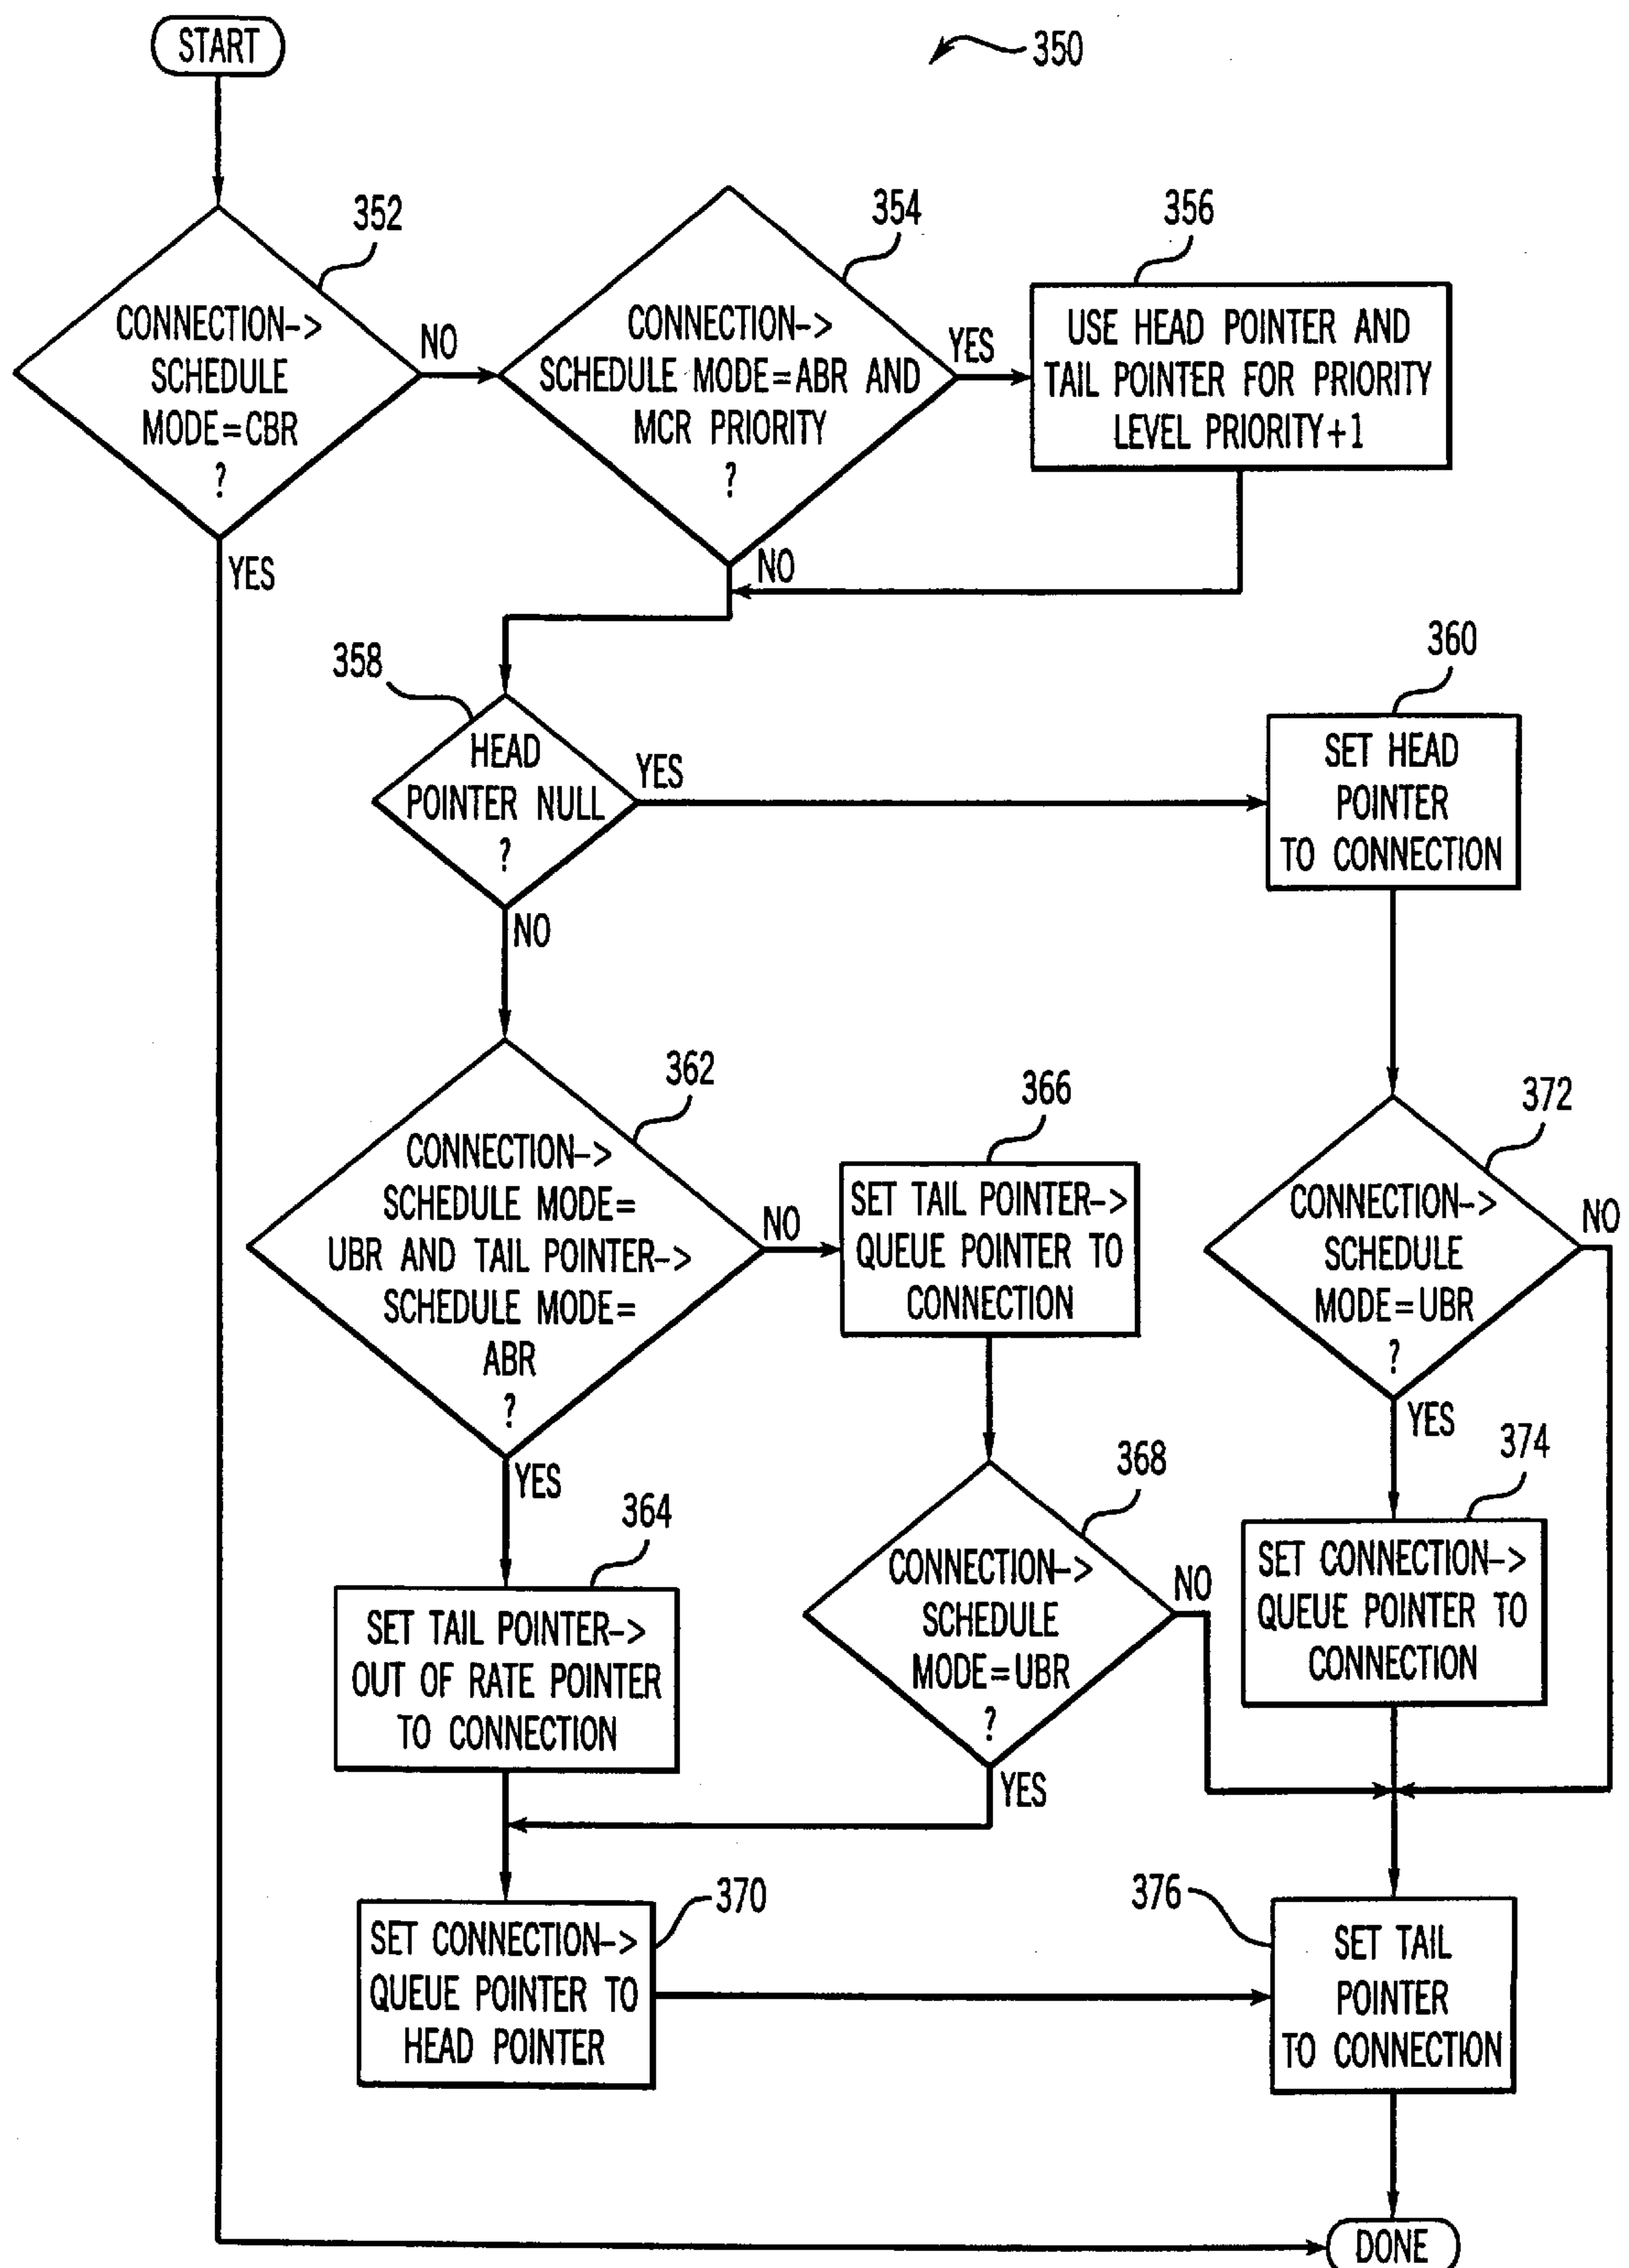 START
350
352
CONNECTION->
SCHEDULE
MODE=CBR
?
NO
YES
354
CONNECTION->
SCHEDULE MODE=ABR AND
MCR PRIORITY
?
YES
NO
356
USE HEAD POINTER AND
TAIL POINTER FOR PRIORITY
LEVEL PRIORITY+1
358
HEAD
POINTER NULL
?
YES
NO
360
SET HEAD
POINTER
TO CONNECTION
362
CONNECTION->
SCHEDULE MODE=
UBR AND TAIL POINTER->
SCHEDULE MODE=
ABR
?
NO
YES
366
SET TAIL POINTER->
QUEUE POINTER TO
CONNECTION
372
CONNECTION->
SCHEDULE
MODE=UBR
?
NO
YES
364
SET TAIL POINTER->
OUT OF RATE POINTER
TO CONNECTION
368
CONNECTION->
SCHEDULE
MODE=UBR
?
NO
YES
374
SET CONNECTION->
QUEUE POINTER TO
CONNECTION
370
SET CONNECTION->
QUEUE POINTER TO
HEAD POINTER
376
SET TAIL
POINTER
TO CONNECTION
DONE